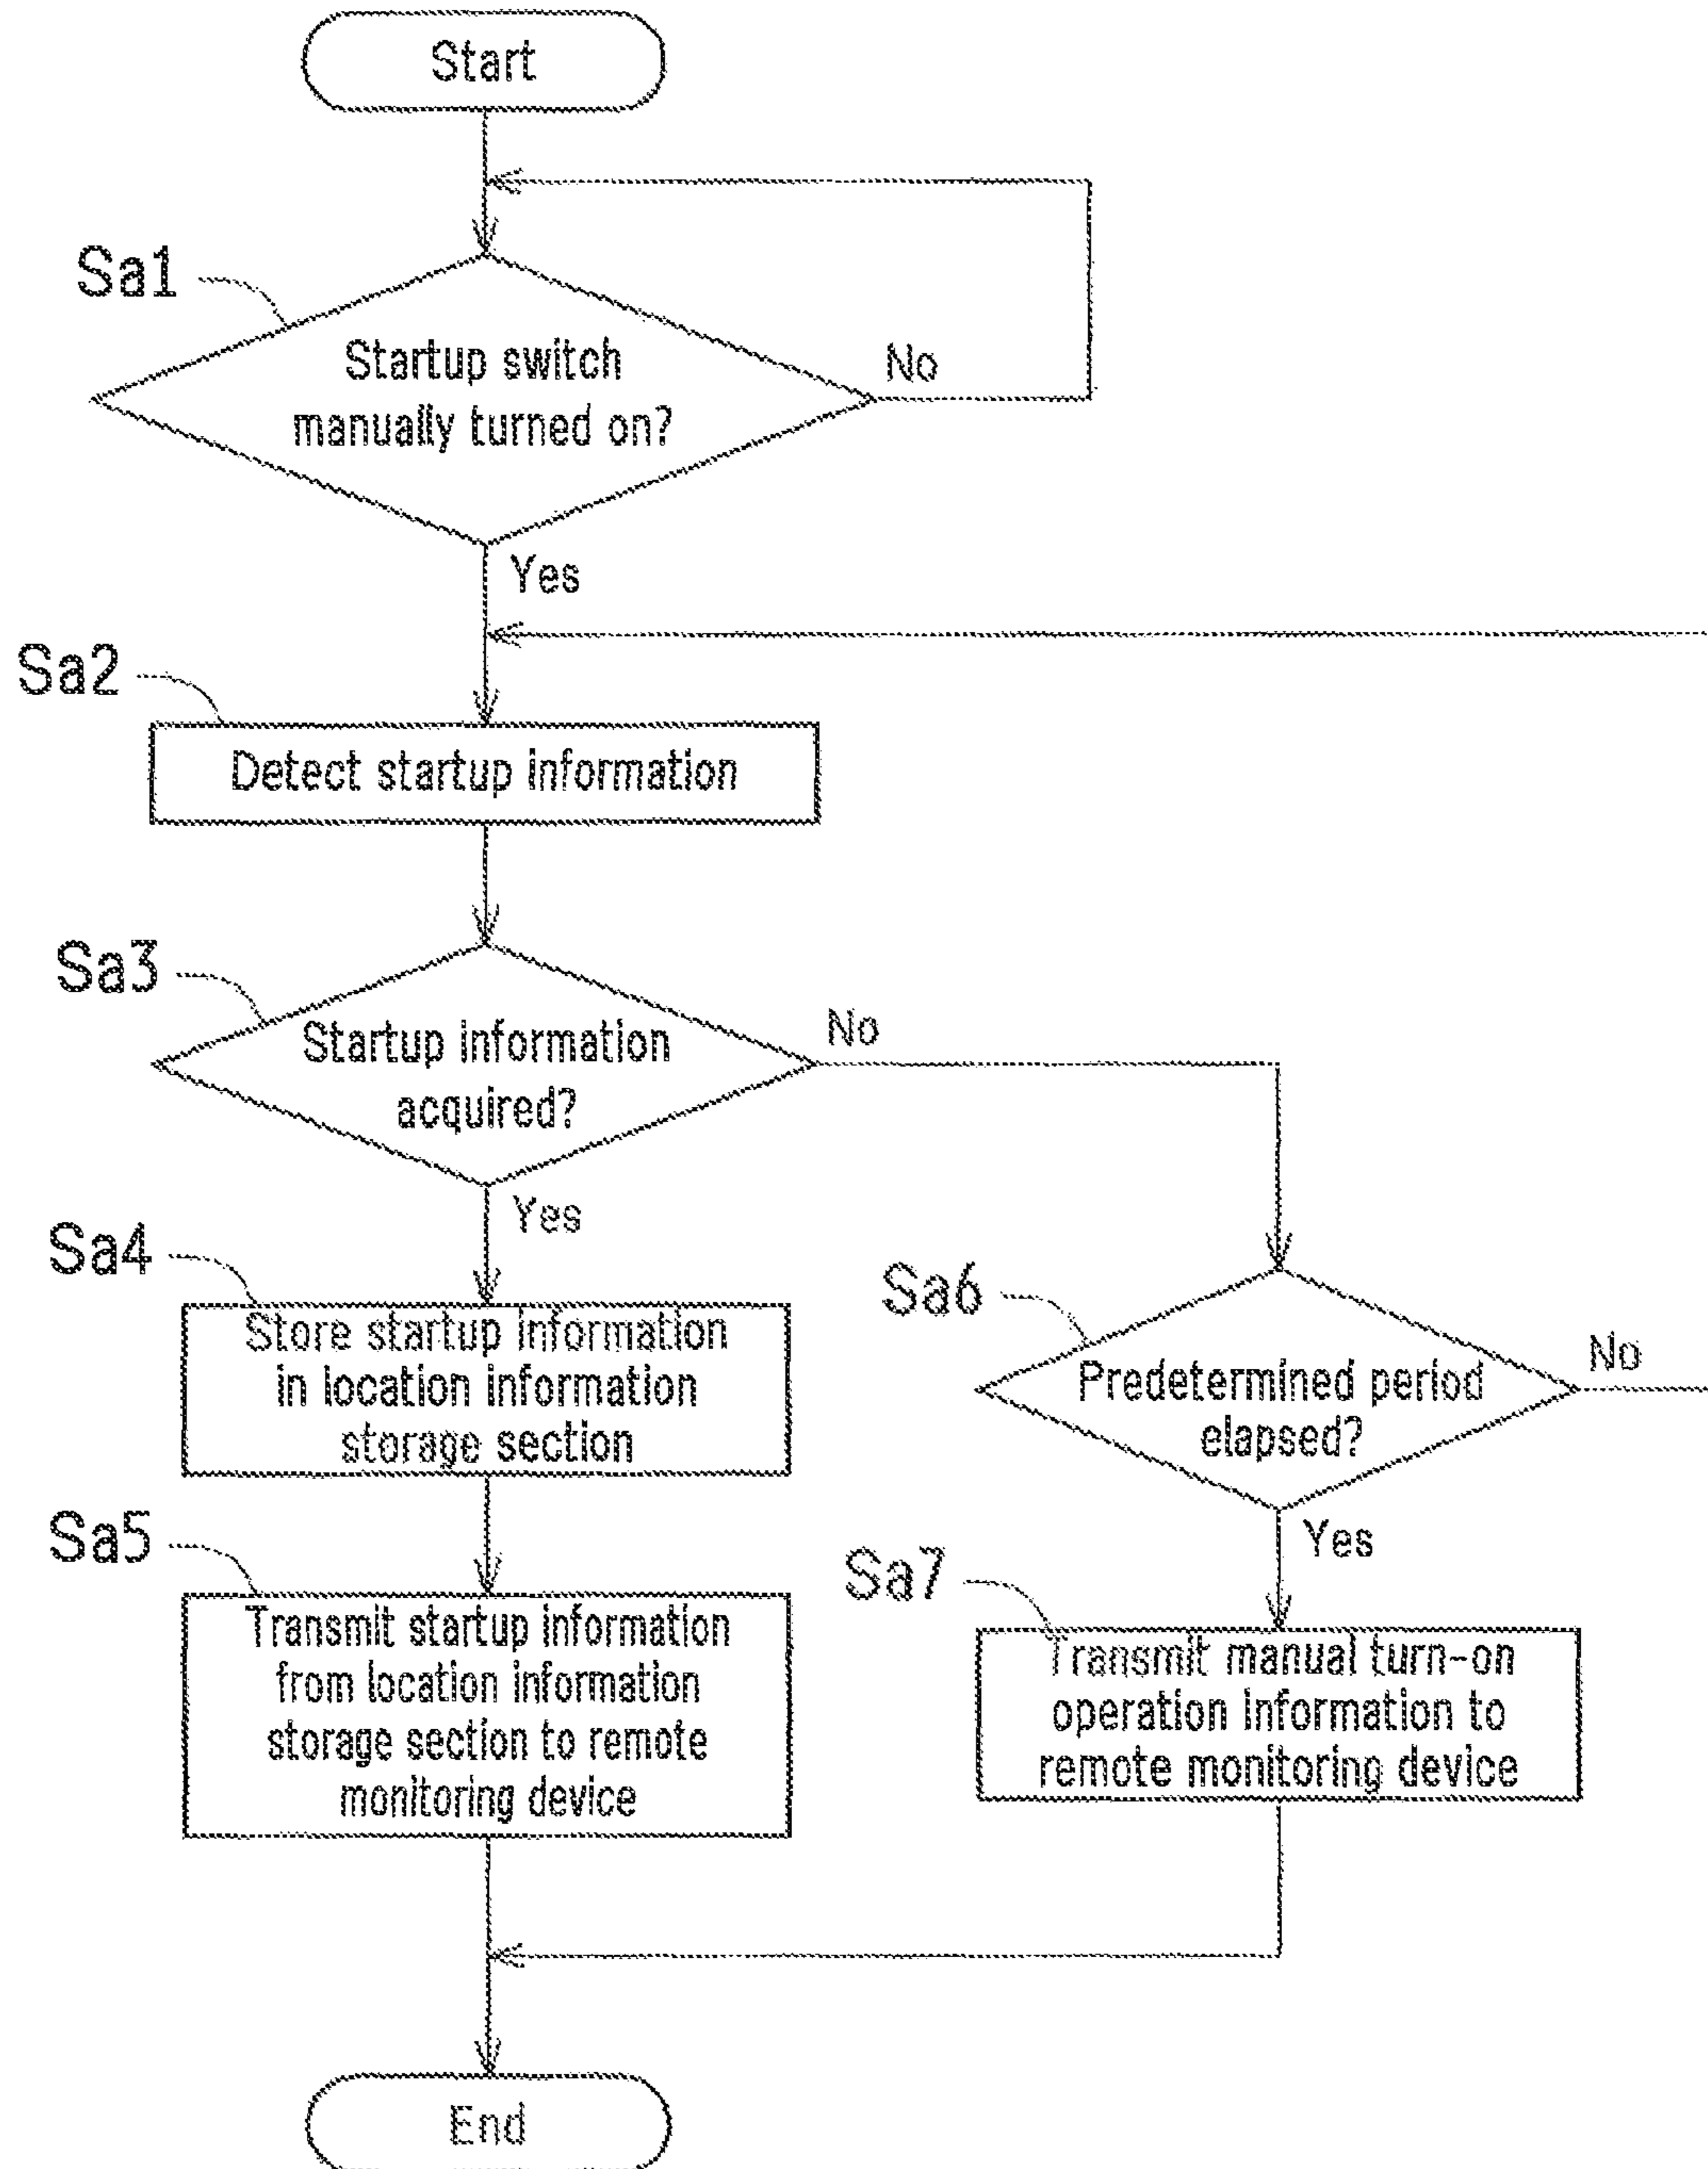 Start
Sa1
Startup switch
manually turned on?
No
Yes
Sa2
Detect startup information
Sa3
Startup information
acquired?
No
Yes
Sa4
Store startup information
in location information
storage section
Sa5
Transmit startup information
from location information
storage section to remote
monitoring device
Sa6
Predetermined period
elapsed?
No
Yes
Sa7
Transmit manual turn-on
operation information to
remote monitoring device
End